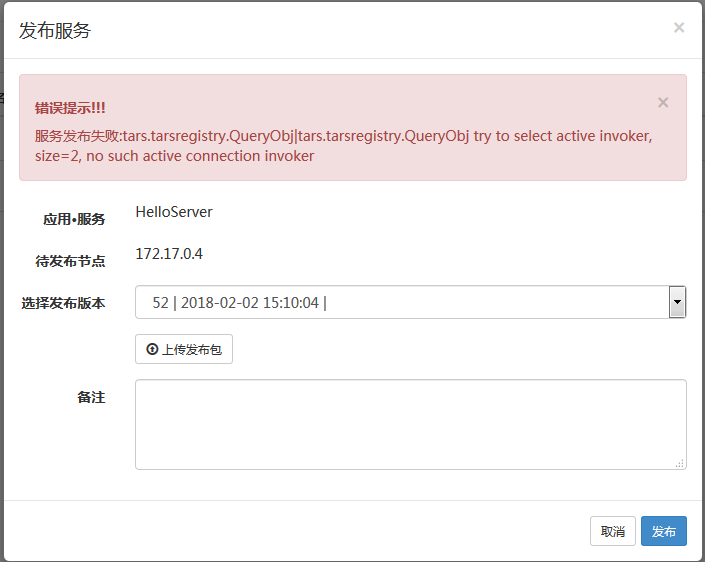 发布服务
×
错误提示!!!
×
服务发布失败:tars.tarsregistry.QueryObj|tars.tarsregistry.QueryObj try to select active invoker,
size=2, no such active connection invoker
应用•服务 HelloServer
待发布节点 172.17.0.4
选择发布版本 52 | 2018-02-02 15:10:04 |
上传发布包
备注
取消 发布